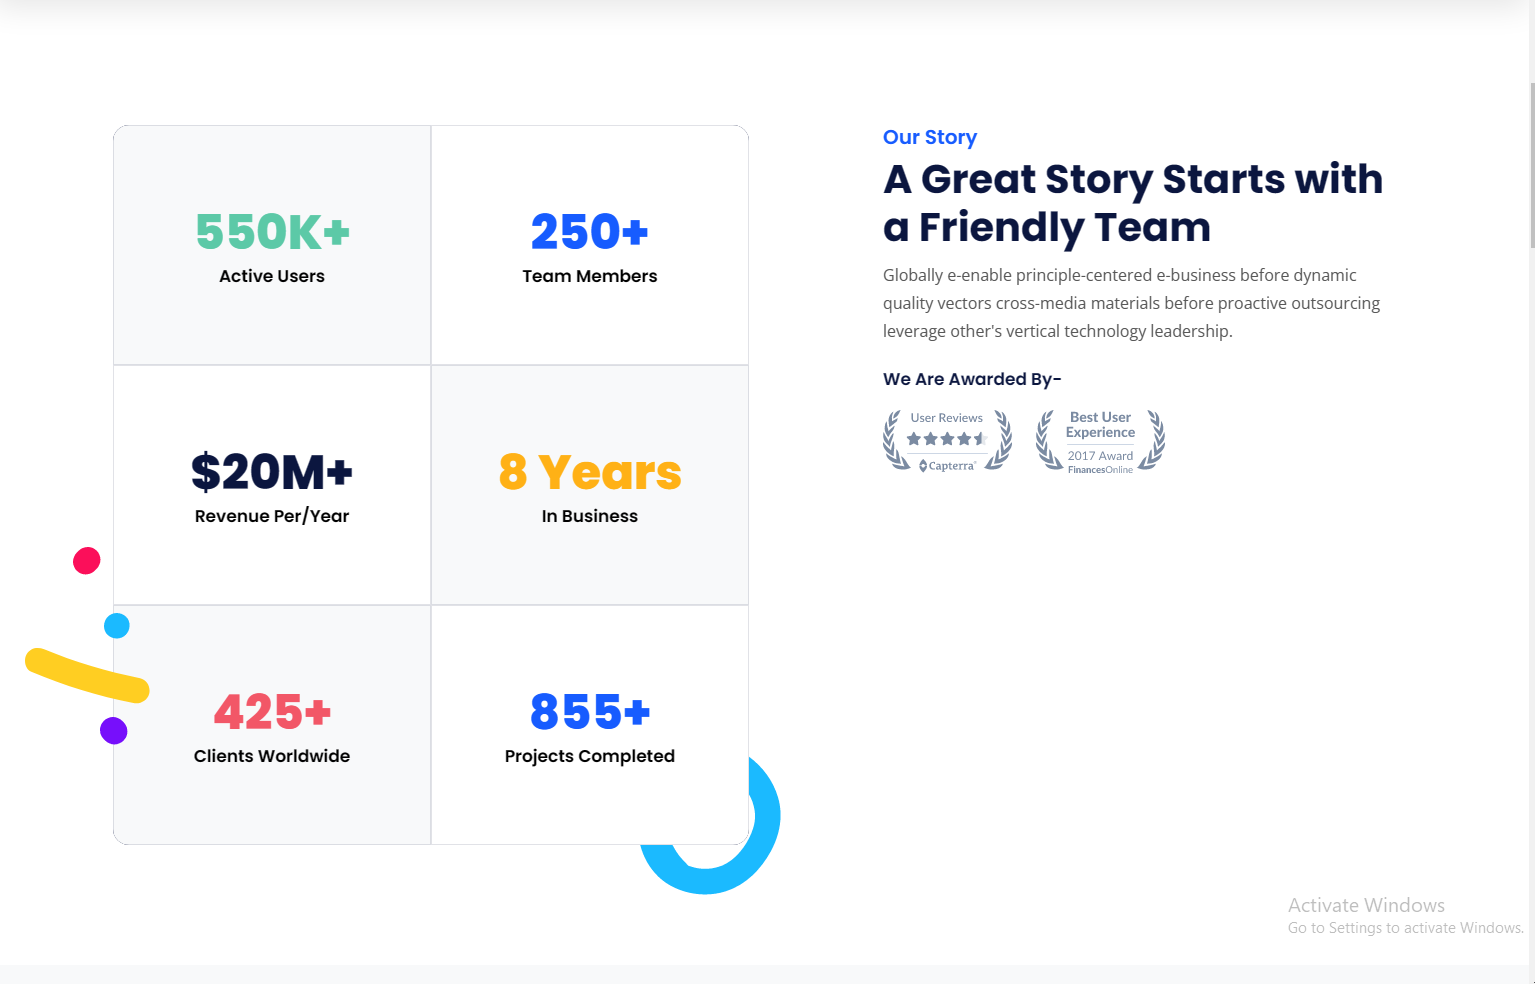 550K+
Active Users
250+
Team Members
$20M+
Revenue Per/Year
8 Years
In Business
425+
Clients Worldwide
855+
Projects Completed
Our Story
A Great Story Starts with
a Friendly Team
Globally e-enable principle-centered e-business before dynamic
quality vectors cross-media materials before proactive outsourcing
leverage other's vertical technology leadership.
We Are Awarded By-
User Reviews
Capterra
Best User
Experience
2017 Award
FinancesOnline
Activate Windows
Go to Settings to activate Windows.